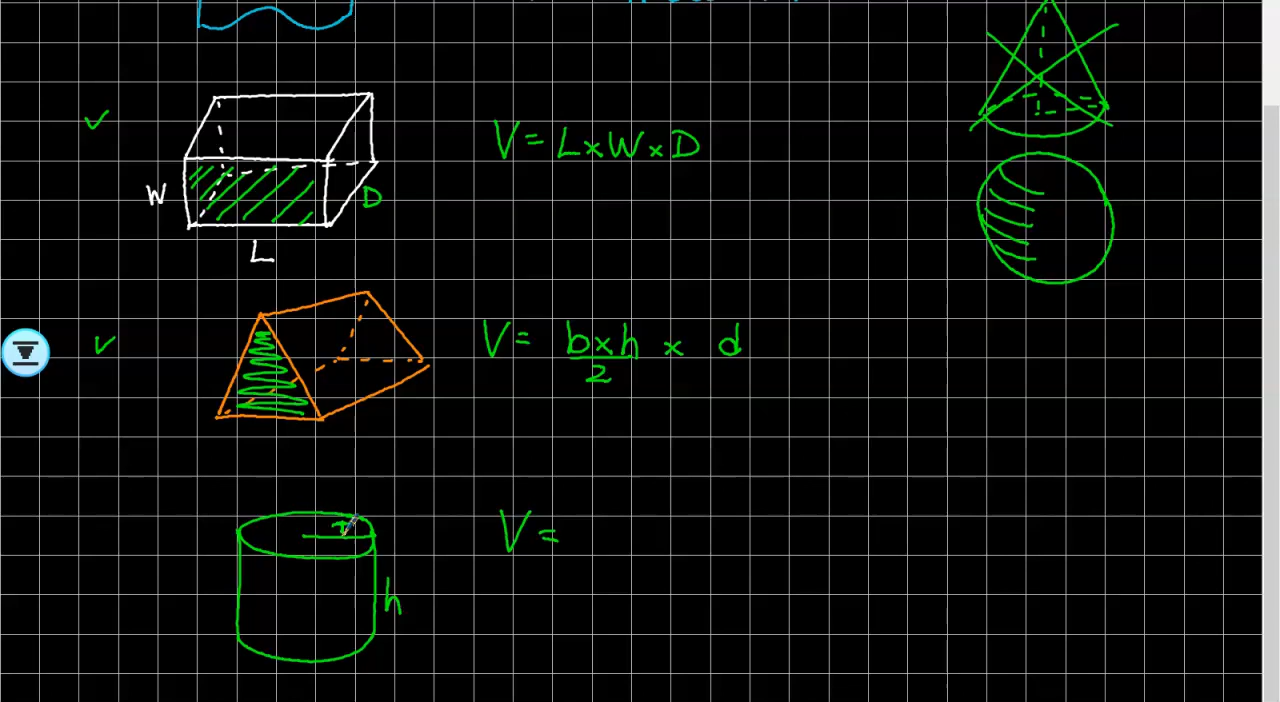 V = L x W x D
W
D
L
V = b x h / 2 x d
r
V =
h